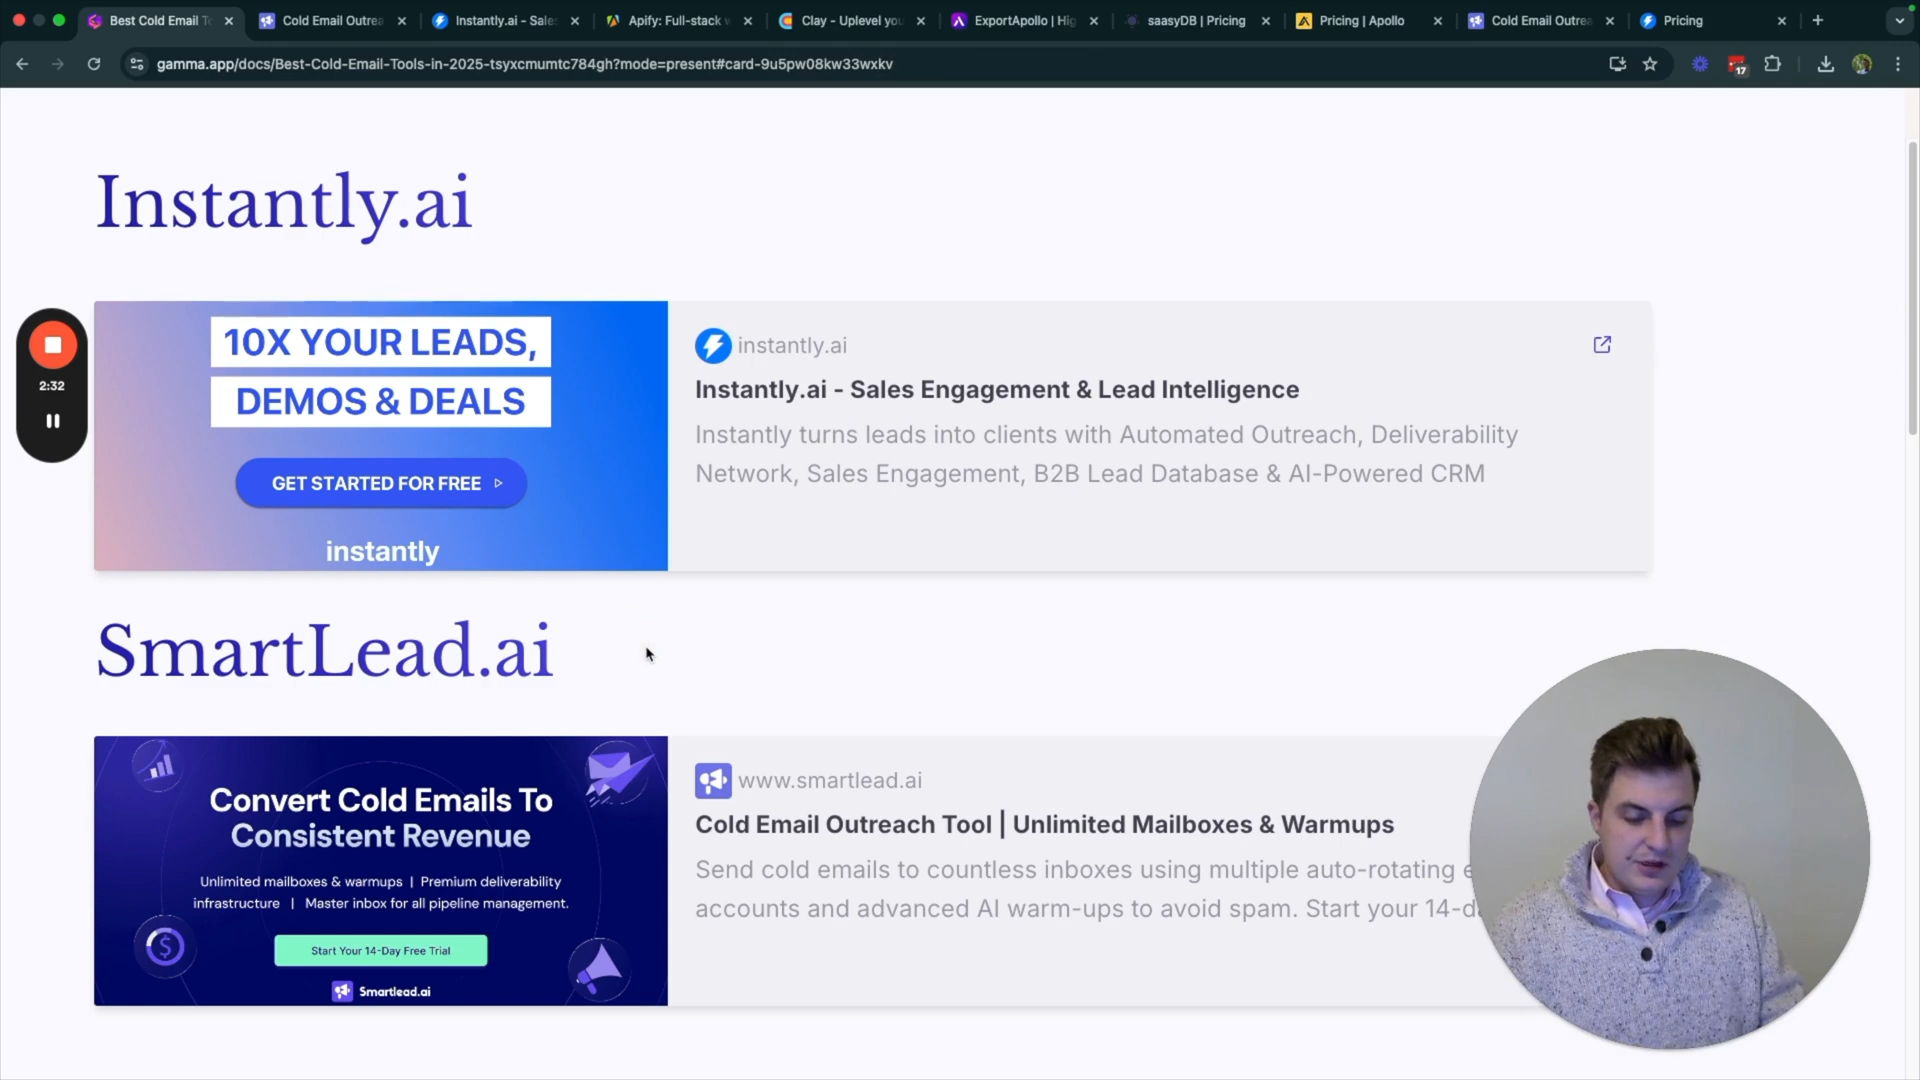 Best Cold Email T
Cold Email Outrea
Instantly.ai - Sale
Apify: Full-stack w
Clay - Uplevel you
ExportApollo | Hig
saasyDB | Pricing
Pricing | Apollo
Cold Email Outrea
Pricing
gamma.app/docs/Best-Cold-Email-Tools-in-2025-tsyxcmumtc784gh?mode=present#card-9u5pw08kw33wxkv
17
Instantly.ai
10X YOUR LEADS,
DEMOS & DEALS
GET STARTED FOR FREE
instantly
instantly.ai
Instantly.ai - Sales Engagement & Lead Intelligence
Instantly turns leads into clients with Automated Outreach, Deliverability
Network, Sales Engagement, B2B Lead Database & AI-Powered CRM
2:32
SmartLead.ai
Convert Cold Emails To
Consistent Revenue
Unlimited mailboxes & warmups | Premium deliverability
infrastructure | Master inbox for all pipeline management.
Start Your 14-Day Free Trial
Smartlead.ai
www.smartlead.ai
Cold Email Outreach Tool | Unlimited Mailboxes & Warmups
Send cold emails to countless inboxes using multiple auto-rotating e
accounts and advanced AI warm-ups to avoid spam. Start your 14-d